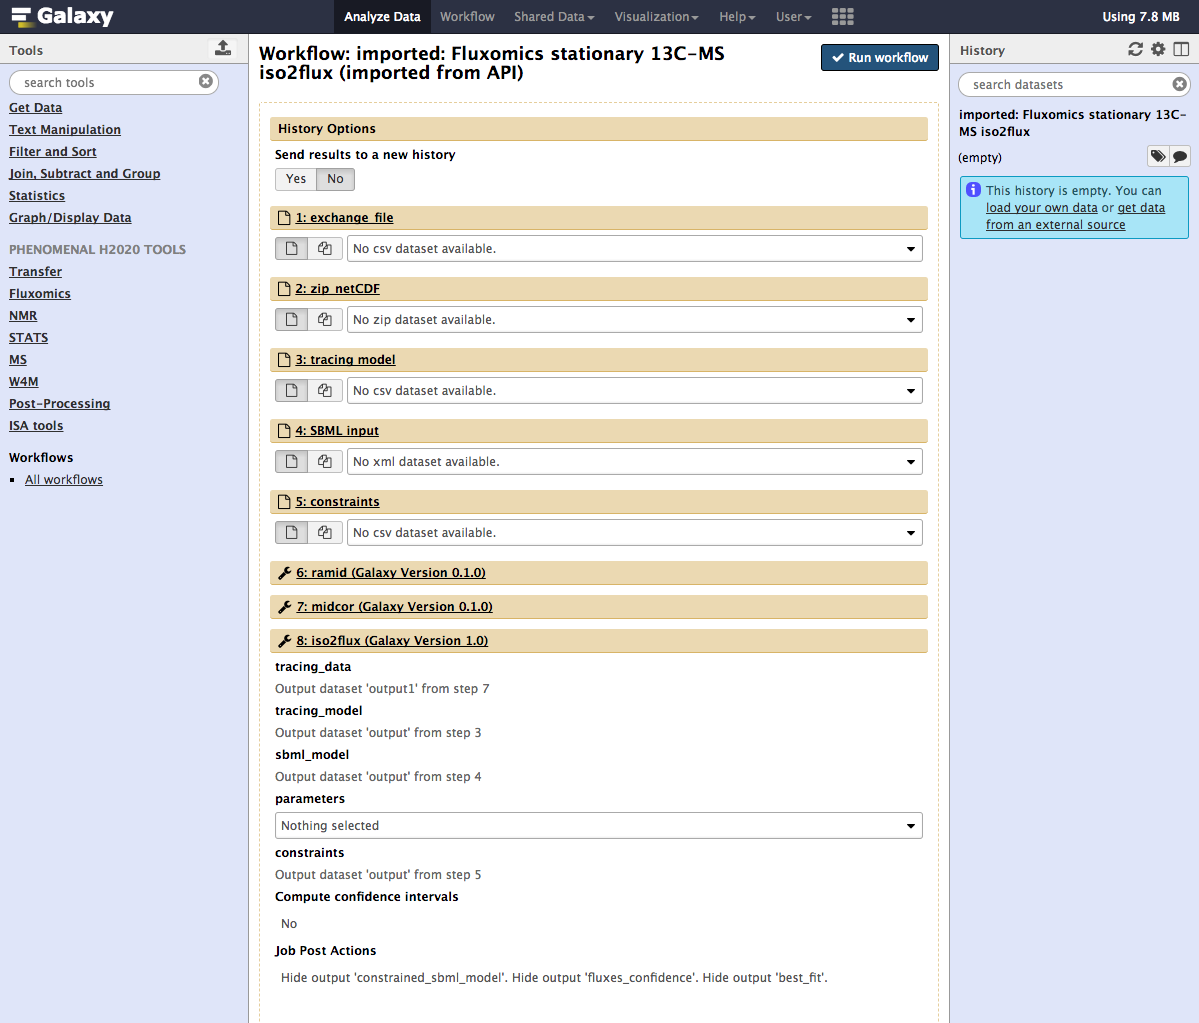 Galaxy
Analyze Data
Workflow
Shared Data
Visualization
Help
User
Using 7.8 MB
Tools
search tools
Get Data
Text Manipulation
Filter and Sort
Join, Subtract and Group
Statistics
Graph/Display Data
PHENOMENAL H2020 TOOLS
Transfer
Fluxomics
NMR
STATS
MS
W4M
Post-Processing
ISA tools
Workflows
All workflows
Workflow: imported: Fluxomics stationary 13C-MS
iso2flux (imported from API)
Run workflow
History Options
Send results to a new history
Yes No
1: exchange_file
No csv dataset available.
2: zip_netCDF
No zip dataset available.
3: tracing model
No csv dataset available.
4: SBML input
No xml dataset available.
5: constraints
No csv dataset available.
6: ramid (Galaxy Version 0.1.0)
7: midcor (Galaxy Version 0.1.0)
8: iso2flux (Galaxy Version 1.0)
tracing_data
Output dataset 'output1' from step 7
tracing_model
Output dataset 'output' from step 3
sbml_model
Output dataset 'output' from step 4
parameters
Nothing selected
constraints
Output dataset 'output' from step 5
Compute confidence intervals
No
Job Post Actions
Hide output 'constrained_sbml_model'. Hide output 'fluxes_confidence'. Hide output 'best_fit'.
History
search datasets
imported: Fluxomics stationary 13C-
MS iso2flux
(empty)
This history is empty. You can
load your own data or get data
from an external source